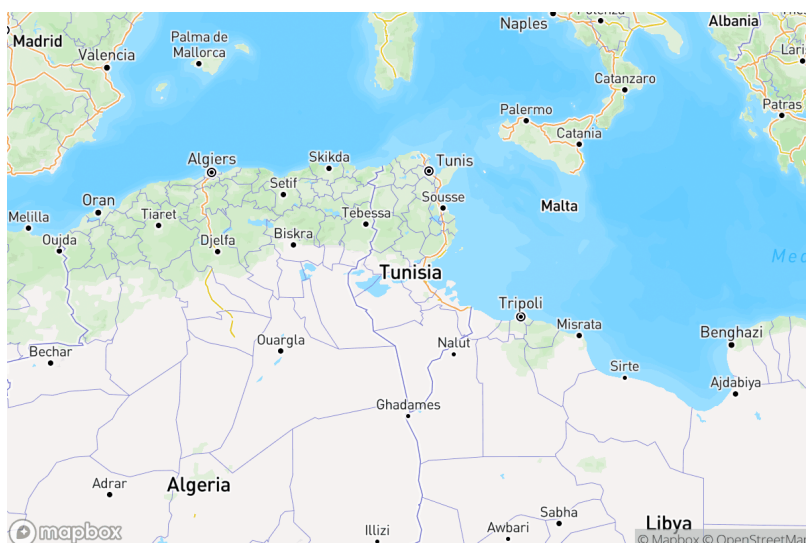 Naples
Potenza
Albania
Madrid
Palma de
Mallorca
Valencia
Catanzaro
Patras
Palermo
Catania
Algiers
Skikda
Tunis
Setif
Oran
Sousse
Malta
Melilla
Tiaret
Tebessa
Oujda
Djelfa
Biskra
Tunisia
Tripoli
Misrata
Benghazi
Ouargla
Nalut
Bechar
Sirte
Ajdabiya
Ghadames
Adrar
Algeria
Sabha
Libya
Illizi
Awbari
mapbox
© Mapbox © OpenStreetMap